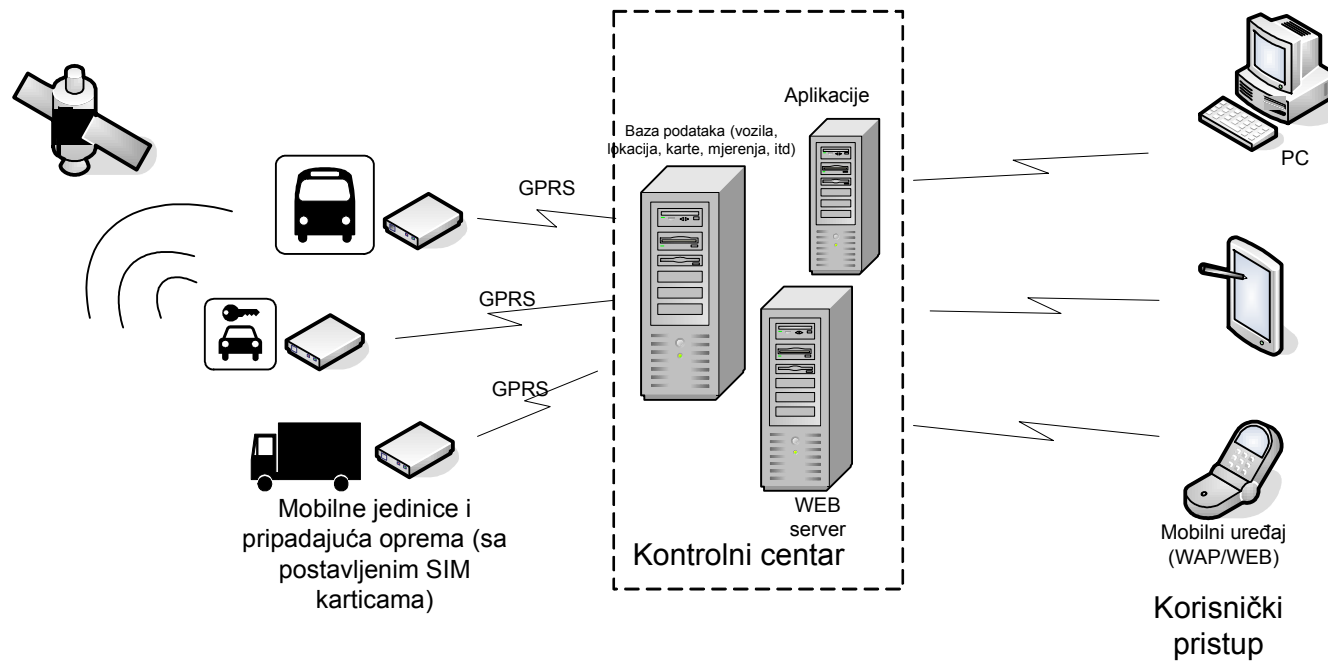 Aplikacije
Baza podataka (vozila,
lokacija, karte, mjerenja, itd)
PC
GPRS
GPRS
GPRS
Mobilne jedinice i
pripadajuća oprema (sa
postavljenim SIM
karticama)
WEB
server
Kontrolni centar
Mobilni uređaj
(WAP/WEB)
Korisnički
pristup